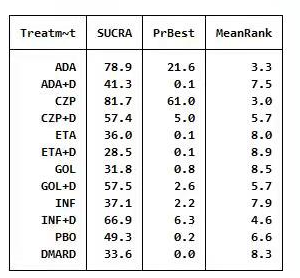 Treatm~t SUCRA PrBest MeanRank
ADA 78.9 21.6 3.3
ADA+D 41.3 0.1 7.5
CZP 81.7 61.0 3.0
CZP+D 57.4 5.0 5.7
ETA 36.0 0.1 8.0
ETA+D 28.5 0.1 8.9
GOL 31.8 0.8 8.5
GOL+D 57.5 2.6 5.7
INF 37.1 2.2 7.9
INF+D 66.9 6.3 4.6
PBO 49.3 0.2 6.6
DMARD 33.6 0.0 8.3